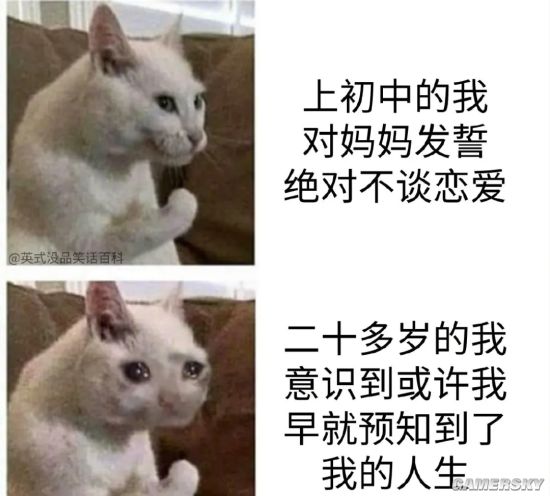 上初中的我
对妈妈发誓
绝对不谈恋爱
@英式没品笑话百科
二十多岁的我
意识到或许我
早就预知到了
我的人生
GAMERSKY